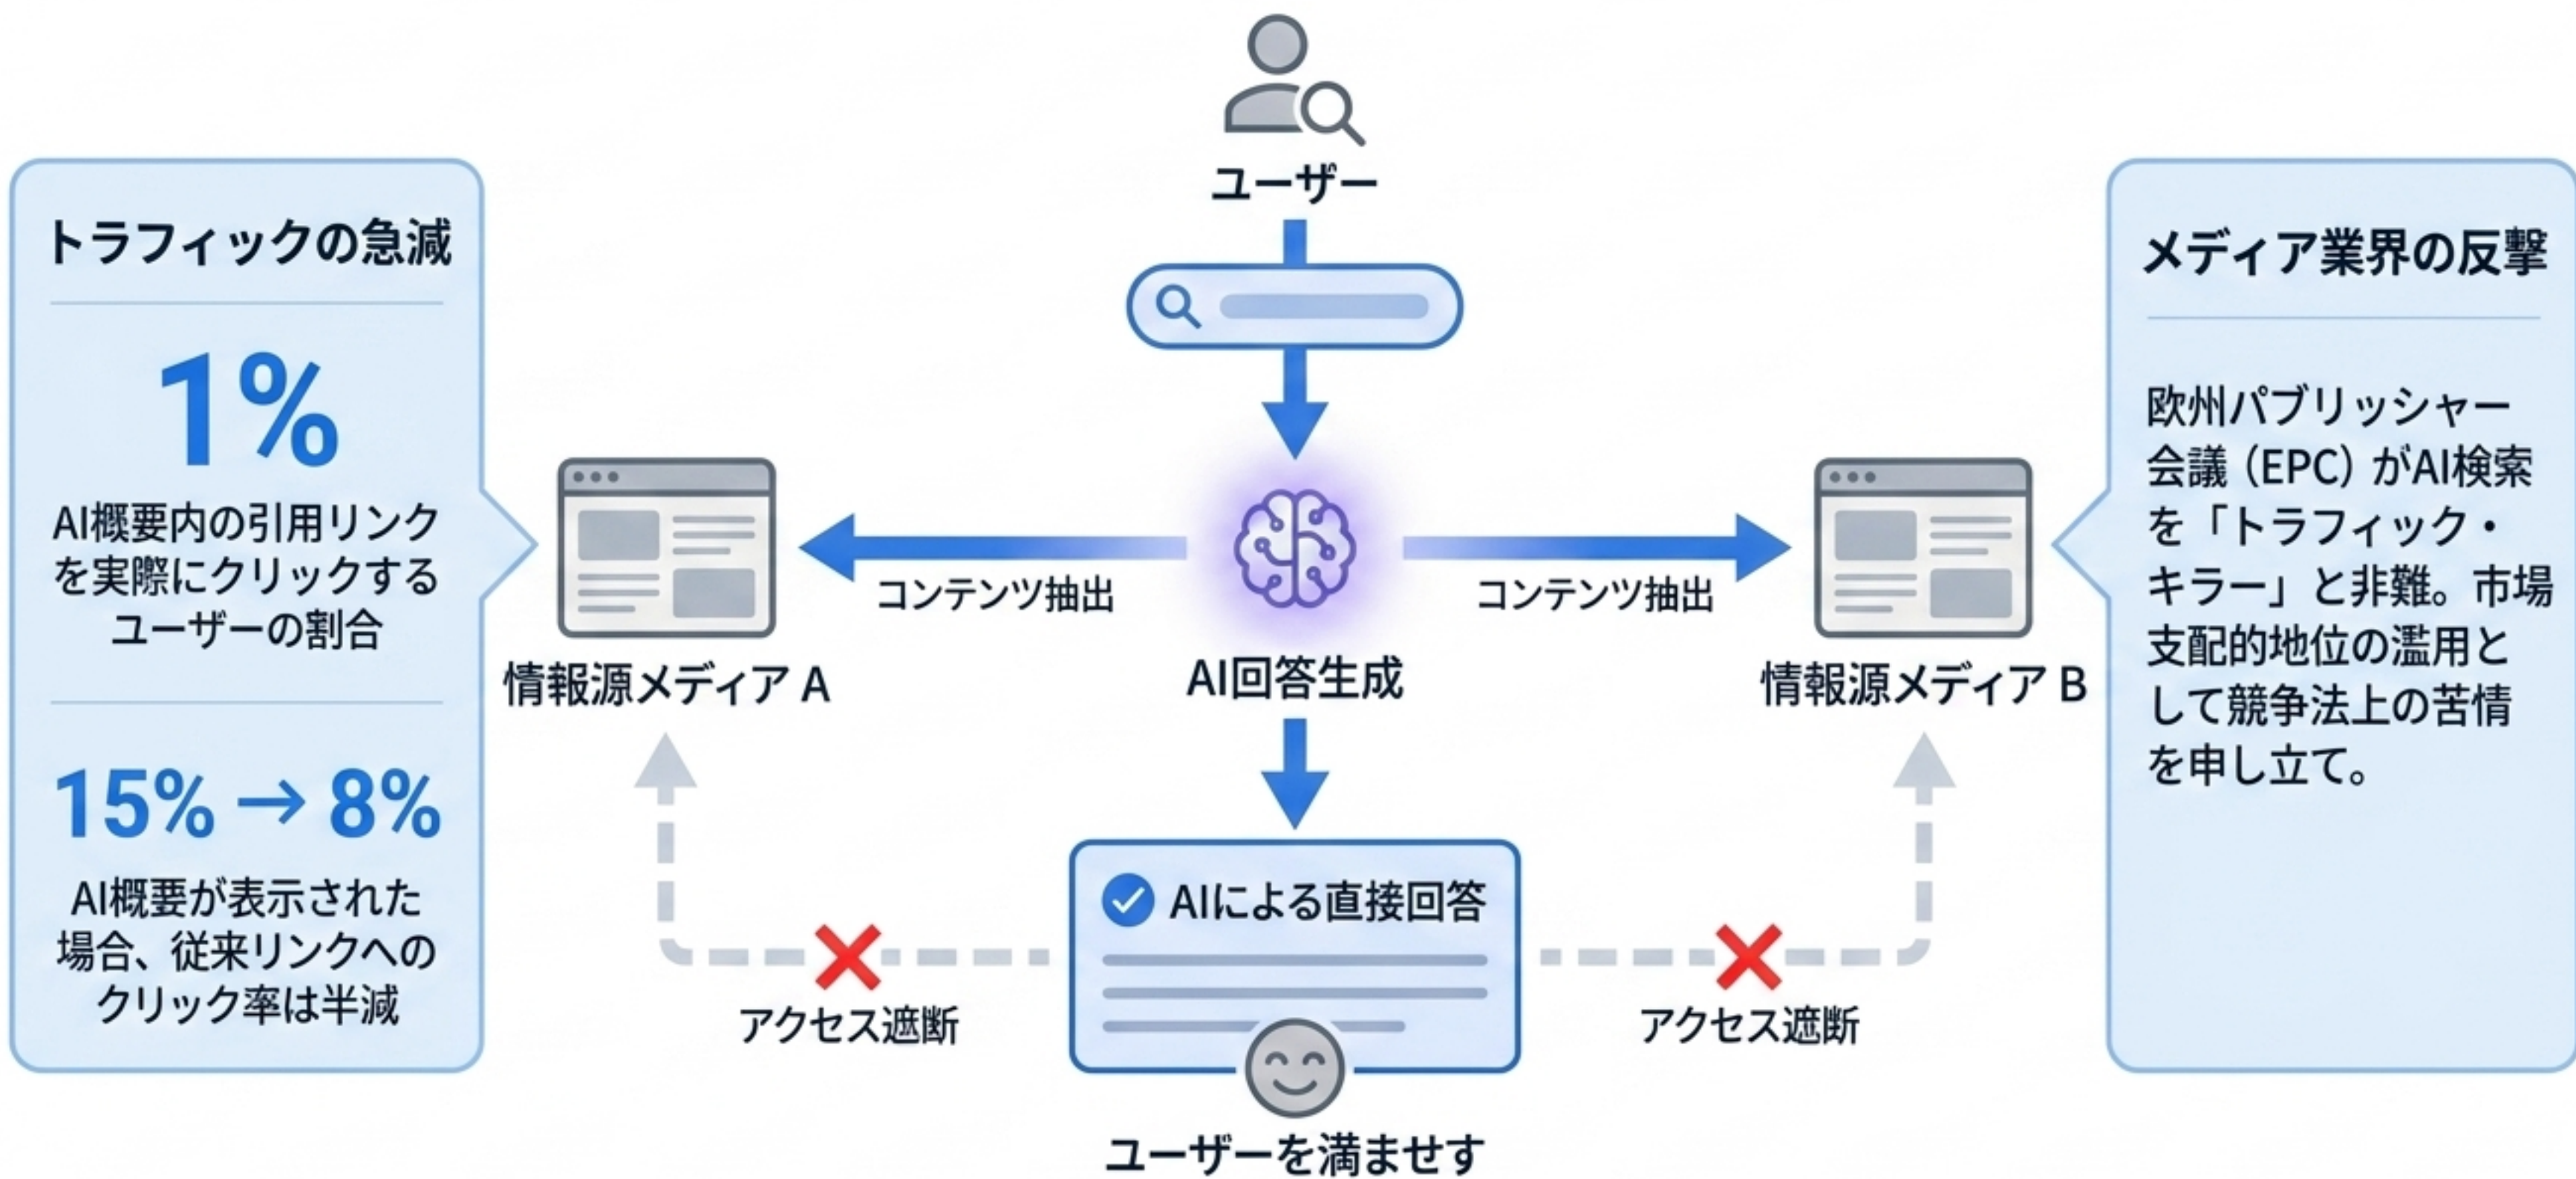 ユーザー
トラフィックの急減
1%
AI概要内の引用リンク
を実際にクリックする
ユーザーの割合
15% → 8%
AI概要が表示された
場合、従来リンクへの
クリック率は半減
コンテンツ抽出
コンテンツ抽出
情報源メディア A
AI回答生成
情報源メディア B
AIによる直接回答
アクセス遮断
アクセス遮断
ユーザーを満ませす
メディア業界の反撃
欧州パブリッシャー
会議（EPC）がAI検索
を「トラフィック・
キラー」と非難。市場
支配的地位の濫用と
して競争法上の苦情
を申し立て。